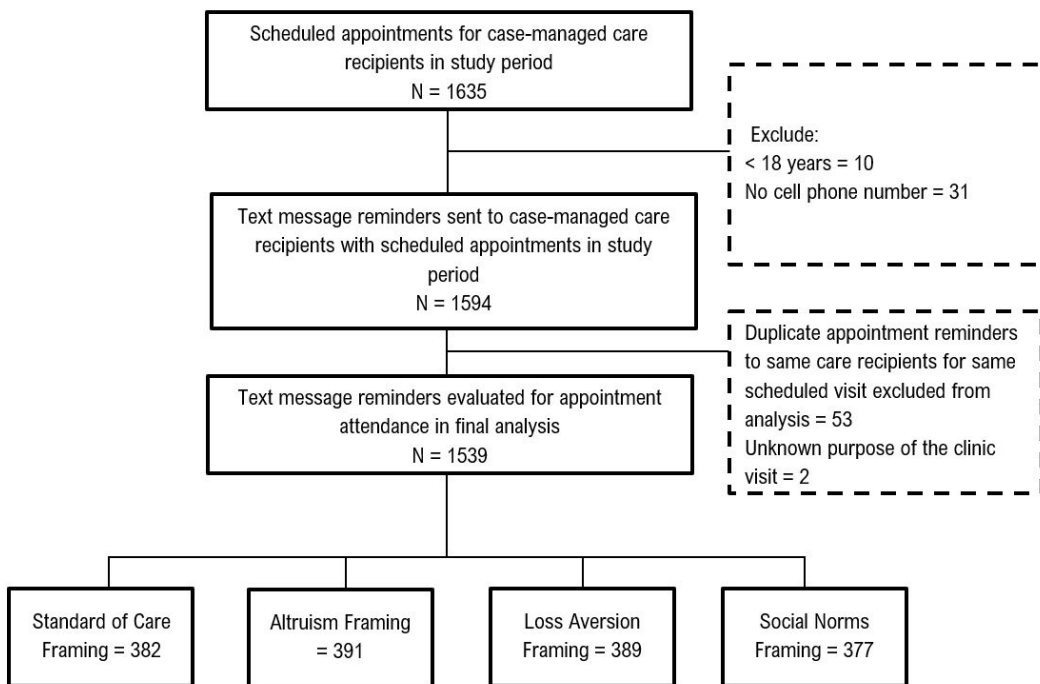 Scheduled appointments for case-managed care
recipients in study period
N = 1635
Exclude:
< 18 years = 10
No cell phone number = 31
Text message reminders sent to case-managed care
recipients with scheduled appointments in study
period
N = 1594
Duplicate appointment reminders
to same care recipients for same
scheduled visit excluded from
analysis = 53
Unknown purpose of the clinic
visit = 2
Text message reminders evaluated for appointment
attendance in final analysis
N = 1539
Standard of Care
Framing = 382
Altruism Framing
= 391
Loss Aversion
Framing = 389
Social Norms
Framing = 377